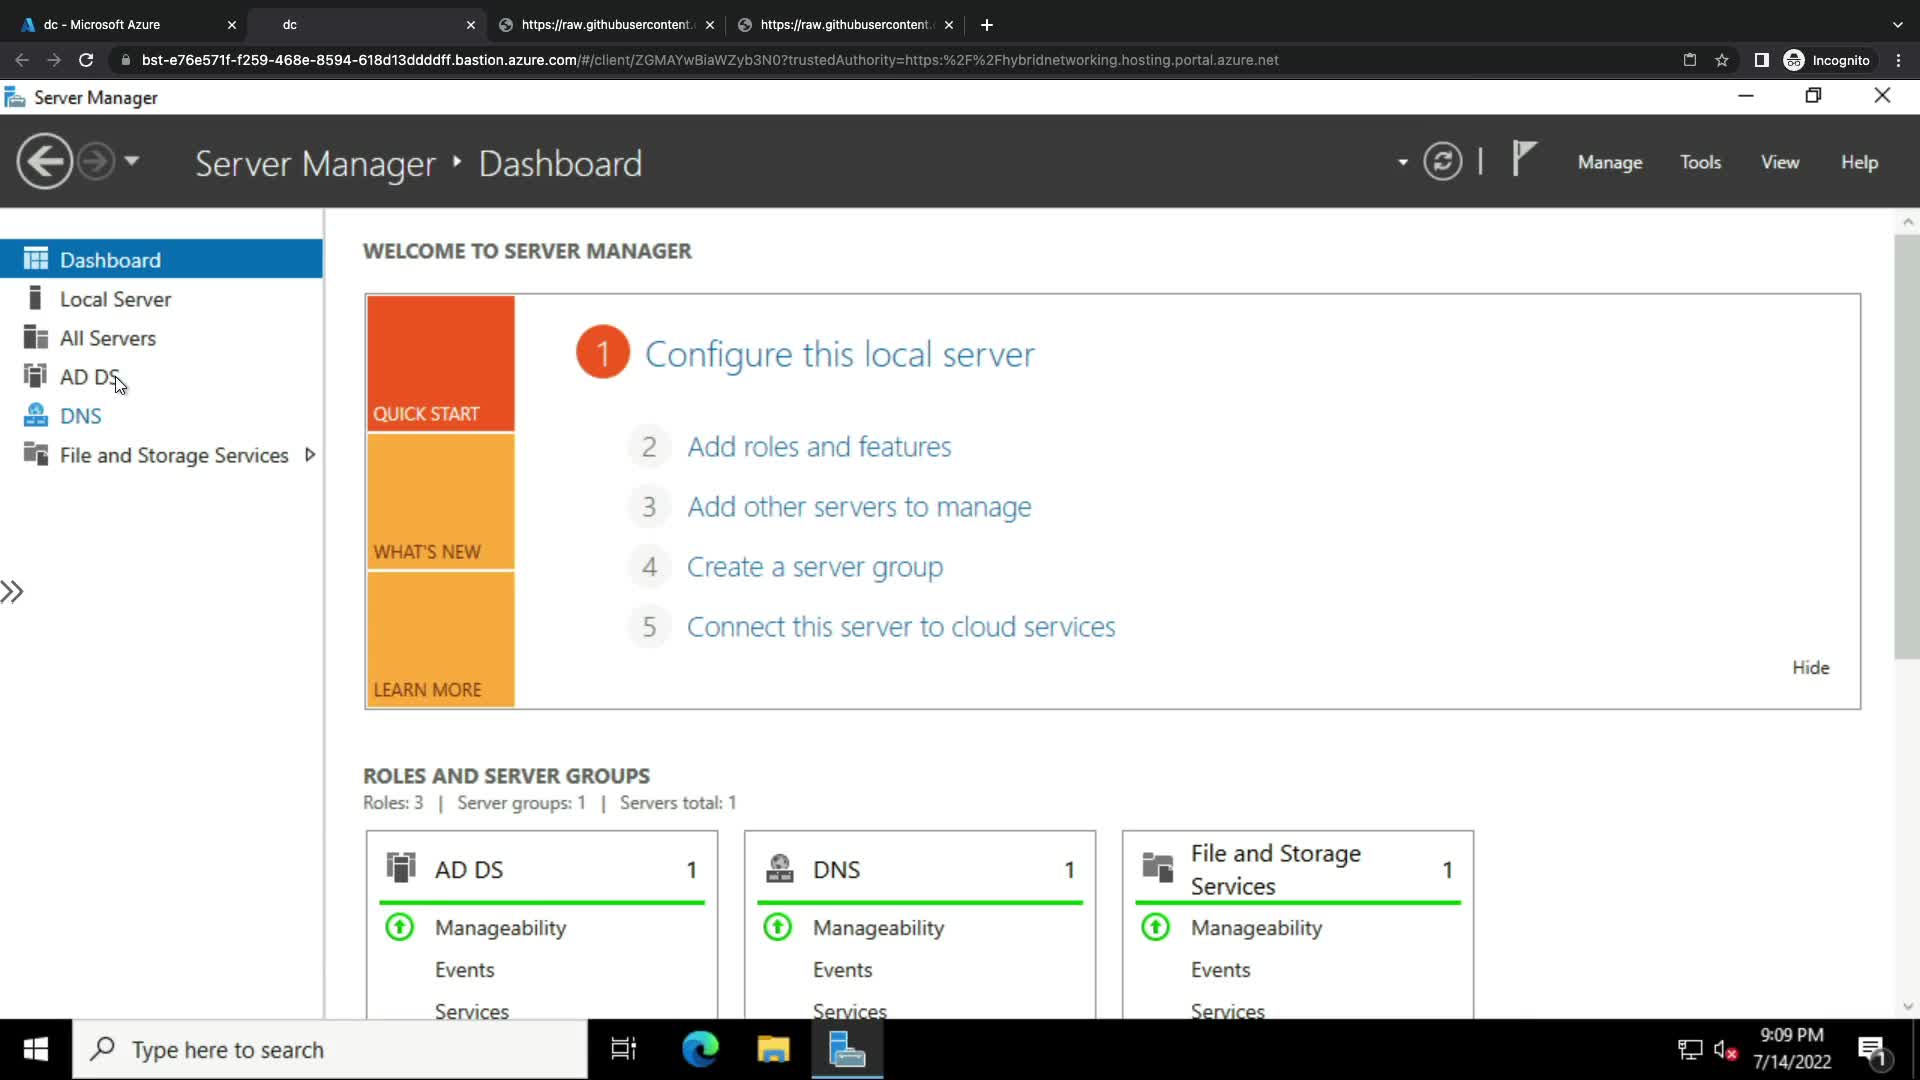 dc - Microsoft Azure
dc
https://raw.githubusercontent.
https://raw.githubusercontent.
bst-e76e571f-f259-468e-8594-618d13ddddff.bastion.azure.com/#/client/ZGMAYwBiaWZyb3N0?trustedAuthority=https:%2F%2Fhybridnetworking.hosting.portal.azure.net
Incognito
Server Manager
Server Manager • Dashboard
Manage
Tools
View
Help
Dashboard
Local Server
All Servers
AD DS
DNS
File and Storage Services
WELCOME TO SERVER MANAGER
QUICK START
WHAT'S NEW
LEARN MORE
1 Configure this local server
2 Add roles and features
3 Add other servers to manage
4 Create a server group
5 Connect this server to cloud services
Hide
ROLES AND SERVER GROUPS
Roles: 3 | Server groups: 1 | Servers total: 1
AD DS 1
Manageability
Events
Services
DNS 1
Manageability
Events
Services
File and Storage
Services
1
Manageability
Events
Services
Type here to search
9:09 PM
7/14/2022
1